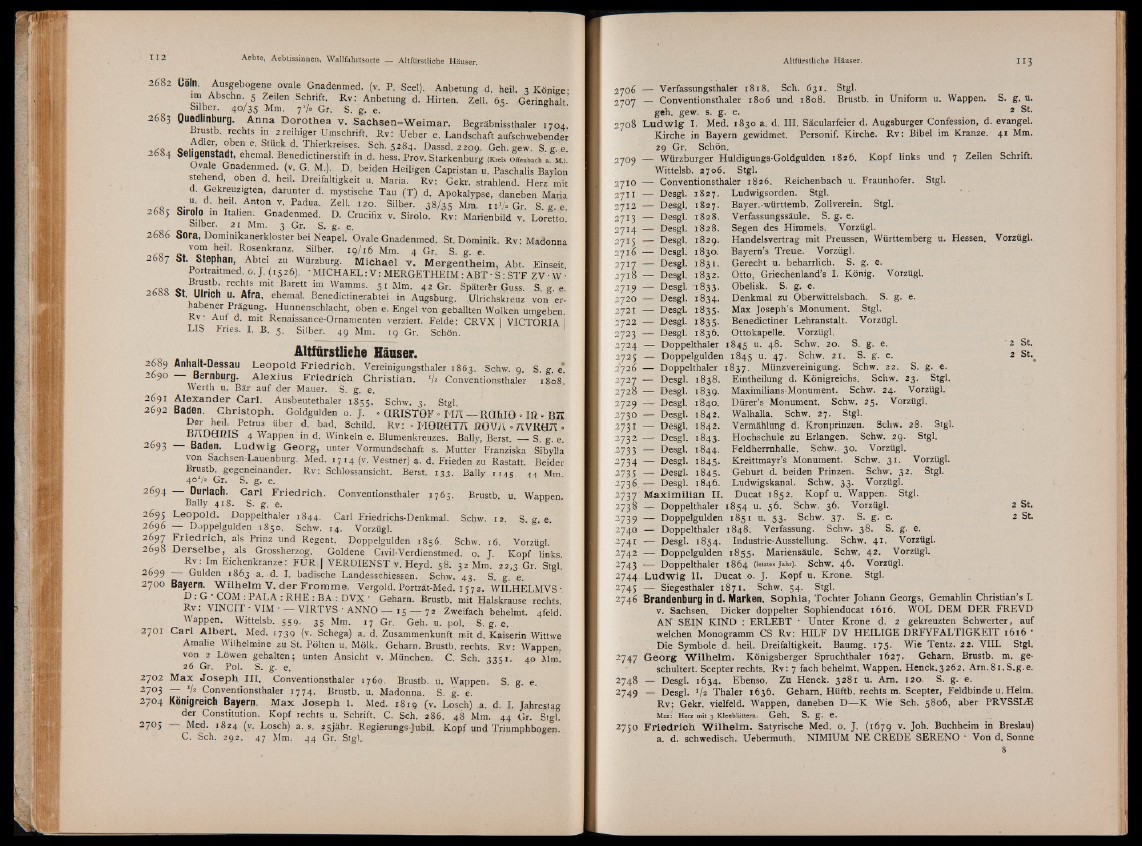 112
Aebte, Aebtissinnen, Wallfahrtsorte — Altfürstliche Häuser.
2682 Cöln. Ausgebogene ovale Gnadenmed. (v. P. Seel). Anbetung d. heil. 3 Könige;
im Abschn. 5 Zeilen Schrift. Rv: Anbetung d. Hirten. Zell. 65. Geringhalt.
Silber. 40/35 Mm. 7½ Gr. S. g. e.
2683 Quedlinburg. Anna Dorothea v. Sachsen-Weimar. Begräbnissthaler 1704.
Brustb. rechts in 2reihiger Umschrift. Rv: Ueber e. Landschaft aufschwebender
Adler, oben e. Stück d. Thierkreises. Sch. 5284. Dassd. 2209. Geh. gew. S. g. e.
2684 Seligenstadt, ehemal. Benedictinerstift in d. hess. Prov. Starkenburg (Kreis Offenbach a. M.).
Ovale Gnadenmed. (v. G. M.). D. beiden Heiligen Capristan u. Paschalis Baylon
stehend, oben d. heil. Dreifaltigkeit u. Maria. Rv: Gekr. strahlend. Herz mit
d. Gekreuzigten, darunter d. mystische Tau (T) d. Apokalypse, daneben Maria
u. d. heil. Anton v. Padua. Zell. 120. Silber. 38/35 Mm. 11½ Gr. S. g. e.
2685 Sirolo in Italien. Gnadenmed. D. Crucifix v. Sirolo. Rv: Marienbild v. Loretto.
Silber. 21 Mm. 3 Gr. S. g. e.
2686 Sora, Dominikanerkloster bei Neapel. Ovale Gnadenmed. St. Dominik. Rv: Madonna
vom heil. Rosenkranz. Silber. 19/16 Mm. 4 Gr. S. g. e.
2687 St. Stephan, Abtei zu Würzburg. Michael v. Mergentheim, Abt. Einseit.
Portraitmed. o. J. (1526). · MICHAEL : V : MERGETHEIM : ABT · S : STF ZV · W ·
Brustb. rechts mit Barett im Wamms. 51 Mm. 42 Gr. Späterer Guss. S. g. e.
2688 St. Ulrich u. Afra, ehemal. Benedictinerabtei in Augsburg. Ulrichskreuz von er-
habener Prägung. Hunnenschlacht, oben e. Engel von geballten Wolken umgeben.
Rv: Auf d. mit Renaissance-Ornamenten verziert. Felde: CRVX | VICTORIA |
LIS Fries. I. B. 5. Silber. 49 Mm. 19 Gr. Schön.
Altfürstliche Häuser.
2689 Anhalt-Dessau Leopold Friedrich. Vereinigungsthaler 1863. Schw. 9. S. g. e.
2690 — Bernburg. Alexius Friedrich Christian. ½ Conventionsthaler 1808.
Werth u. Bär auf der Mauer. S. g. e.
2691 Alexander Carl. Ausbeutethaler 1855. Schw. 3. Stgl.
2692 Baden. Christoph. Goldgulden o. J.
Der heil. Petrus über d. bad. Schild. Rv:
4 Wappen in d. Winkeln e. Blumenkreuzes. Bally, Berst. — S. g. e.
2693 — Baden. Ludwig Georg, unter Vormundschaft s. Mutter Franziska Sibylla
von Sachsen-Lauenburg. Med. 1714 (v. Vestner) a. d. Frieden zu Rastatt. Beider
Brustb. gegeneinander. Rv: Schlossansicht. Berst. 133. Bally 1145. 44 Mm.
40½ Gr. S. g. e.
2694 — Durlach. Carl Friedrich. Conventionsthaler 1765. Brustb. u. Wappen.
Bally 418. S. g. e.
2695 Leopold. Doppelthaler 1844. Carl Friedrichs-Denkmal. Schw. 12. S. g. e.
2696 — Doppelgulden 1850. Schw. 14. Vorzügl.
2697 Friedrich, als Prinz und Regent. Doppelgulden 1856. Schw. 16. Vorzügl.
2698 Derselbe, als Grossherzog. Goldene Civil-Verdienstmed. o. J. Kopf links.
Rv: Im Eichenkranze: FÜR | VERDIENST v. Heyd. 58. 32 Mm. 22,3 Gr. Stgl.
2699 — Gulden 1863 a. d. I. badische Landesschiessen. Schw. 43. S. g. e.
2700 Bayern. Wilhelm V. der Fromme. Vergold. Porträt-Med. 1572. WILHELMVS ·
D : G · COM : PALA : RHE : BA : DVX · Geharn. Brustb. mit Halskrause rechts.
Rv: VINCIT · VIM · — VIRTVS · ANNO — 15 — 72 Zweifach behelmt. 4feld.
Wappen. Wittelsb. 559. 35 Mm. 17 Gr. Geh. u. pol. S. g. e.
2701 Carl Albert. Med. 1739 (v. Schega) a. d. Zusammenkunft mit d. Kaiserin Wittwe
Amalie Wilhelmine zu St. Pölten u. Mölk. Geharn. Brustb. rechts. Rv: Wappen,
von 2 Löwen gehalten; unten Ansicht v. München. C. Sch. 3351. 40 Mm.
26 Gr. Pol. S. g. e.
2702 Max Joseph III. Conventionsthaler 1760. Brustb. u. Wappen. S. g. e.
2703 — ½ Conventionsthaler 1774. Brustb. u. Madonna. S. g. e.
2704 Königreich Bayern. Max Joseph I. Med. 1819 (v. Losch) a. d. I. Jahrestag
der Constitution. Kopf rechts u. Schrift. C. Sch. 286. 48 Mm. 44 Gr. Stgl.
2705 — Med. 1824 (v. Losch) a. s. 25jähr. Regierungs-Jubil. Kopf und Triumphbogen.
C. Sch. 292. 47 Mm. 44 Gr. Stgl.
Altfürstliche Häuser.
113
2706 — Verfassungsthaler 1818. Sch. 631. Stgl.
2707 — Conventionsthaler 1806 und 1808. Brustb. in Uniform u. Wappen. S. g. u.
geh. gew. s. g. e. 2 St.
2708 Ludwig I. Med. 1830 a. d. III. Säcularfeier d. Augsburger Confession, d. evangel.
Kirche in Bayern gewidmet. Personif. Kirche. Rv: Bibel im Kranze. 41 Mm.
29 Gr. Schön.
2709 — Würzburger Huldigungs-Goldgulden 1826. Kopf links und 7 Zeilen Schrift.
Wittelsb. 2706. Stgl.
2710 — Conventionsthaler 1826. Reichenbach u. Fraunhofer. Stgl.
2711 — Desgl. 1827. Ludwigsorden. Stgl.
2712 — Desgl. 1827. Bayer.-württemb. Zollverein. Stgl.
2713 — Desgl. 1828. Verfassungssäule. S. g. e.
2714 — Desgl. 1828. Segen des Himmels. Vorzügl.
2715 — Desgl. 1829. Handelsvertrag mit Preussen, Württemberg u. Hessen. Vorzügl.
2716 — Desgl. 1830. Bayern's Treue. Vorzügl.
2717 — Desgl. 1831. Gerecht u. beharrlich. S. g. e.
2718 — Desgl. 1832. Otto, Griechenland's I. König. Vorzügl.
2719 — Desgl. 1833. Obelisk. S. g. e.
2720 — Desgl. 1834. Denkmal zu Oberwittelsbach. S. g. e.
2721 — Desgl. 1835. Max Joseph's Monument. Stgl.
2722 — Desgl. 1835. Benedictiner Lehranstalt. Vorzügl.
2723 — Desgl. 1836. Ottokapelle. Vorzügl.
2724 — Doppelthaler 1845 u. 48. Schw. 20. S. g. e. 2 St.
2725 — Doppelgulden 1845 u. 47. Schw. 21. S. g. e. 2 St.
2726 — Doppelthaler 1837. Münzvereinigung. Schw. 22. S. g. e.
2727 — Desgl. 1838. Eintheilung d. Königreichs. Schw. 23. Stgl.
2728 — Desgl. 1839. Maximilians-Monument. Schw. 24. Vorzügl.
2729 — Desgl. 1840. Dürer's Monument. Schw. 25. Vorzügl.
2730 — Desgl. 1842. Walhalla. Schw. 27. Stgl.
2731 — Desgl. 1842. Vermählung d. Kronprinzen. Schw. 28. Stgl.
2732 — Desgl. 1843. Hochschule zu Erlangen. Schw. 29. Stgl.
2733 — Desgl. 1844. Feldherrnhalle. Schw. 30. Vorzügl.
2734 — Desgl. 1845. Kreittmayr's Monument. Schw. 31. Vorzügl.
2735 — Desgl. 1845. Geburt d. beiden Prinzen. Schw. 32. Stgl.
2736 — Desgl. 1846. Ludwigskanal. Schw. 33. Vorzügl.
2737 Maximilian II. Ducat 1852. Kopf u. Wappen. Stgl.
2738 — Doppelthaler 1854 u. 56. Schw. 36. Vorzügl. 2 St.
2739 — Doppelgulden 1851 u. 53. Schw. 37. S. g. e. 2 St.
2740 — Doppelthaler 1848. Verfassung. Schw. 38. S. g. e.
2741 — Desgl. 1854. Industrie-Ausstellung. Schw. 41. Vorzügl.
2742 — Doppelgulden 1855. Mariensäule. Schw. 42. Vorzügl.
2743 — Doppelthaler 1864 (letztes Jahr). Schw. 46. Vorzügl.
2744 Ludwig II. Ducat o. J. Kopf u. Krone. Stgl.
2745 — Siegesthaler 1871. Schw. 54. Stgl.
2746 Brandenburg in d. Marken. Sophia, Tochter Johann Georgs, Gemahlin Christian's I.
v. Sachsen. Dicker doppelter Sophienducat 1616. WOL DEM DER FREVD
AN SEIN KIND : ERLEBT · Unter Krone d. 2 gekreuzten Schwerter, auf
welchen Monogramm CS Rv: HILF DV HEILIGE DRFYFALTIGKEIT 1616 ·
Die Symbole d. heil. Dreifaltigkeit. Baumg. 175. Wie Tentz. 22. VIII. Stgl.
2747 Georg Wilhelm. Königsberger Spruchthaler 1627. Geharn. Brustb. m. ge-
schultert. Scepter rechts. Rv: 7 fach behelmt. Wappen. Henck. 3262. Arn. 81. S. g. e.
2748 — Desgl. 1634. Ebenso. Zu Henck. 3281 u. Arn. 120. S. g. e.
2749 — Desgl. ½ Thaler 1636. Geharn. Hüftb. rechts m. Scepter, Feldbinde u. Helm.
Rv: Gekr. vielfeld. Wappen, daneben D—K Wie Sch. 5806, aber PRVSSIÆ
Mzz: Herz mit 3 Kleeblättern. Geh. S. g. e.
2750 Friedrich Wilhelm. Satyrische Med. o. J. (1679 v. Joh. Buchheim in Breslau)
a. d. schwedisch. Uebermuth. NIMIUM NE CREDE SERENO · Von d. Sonne
8